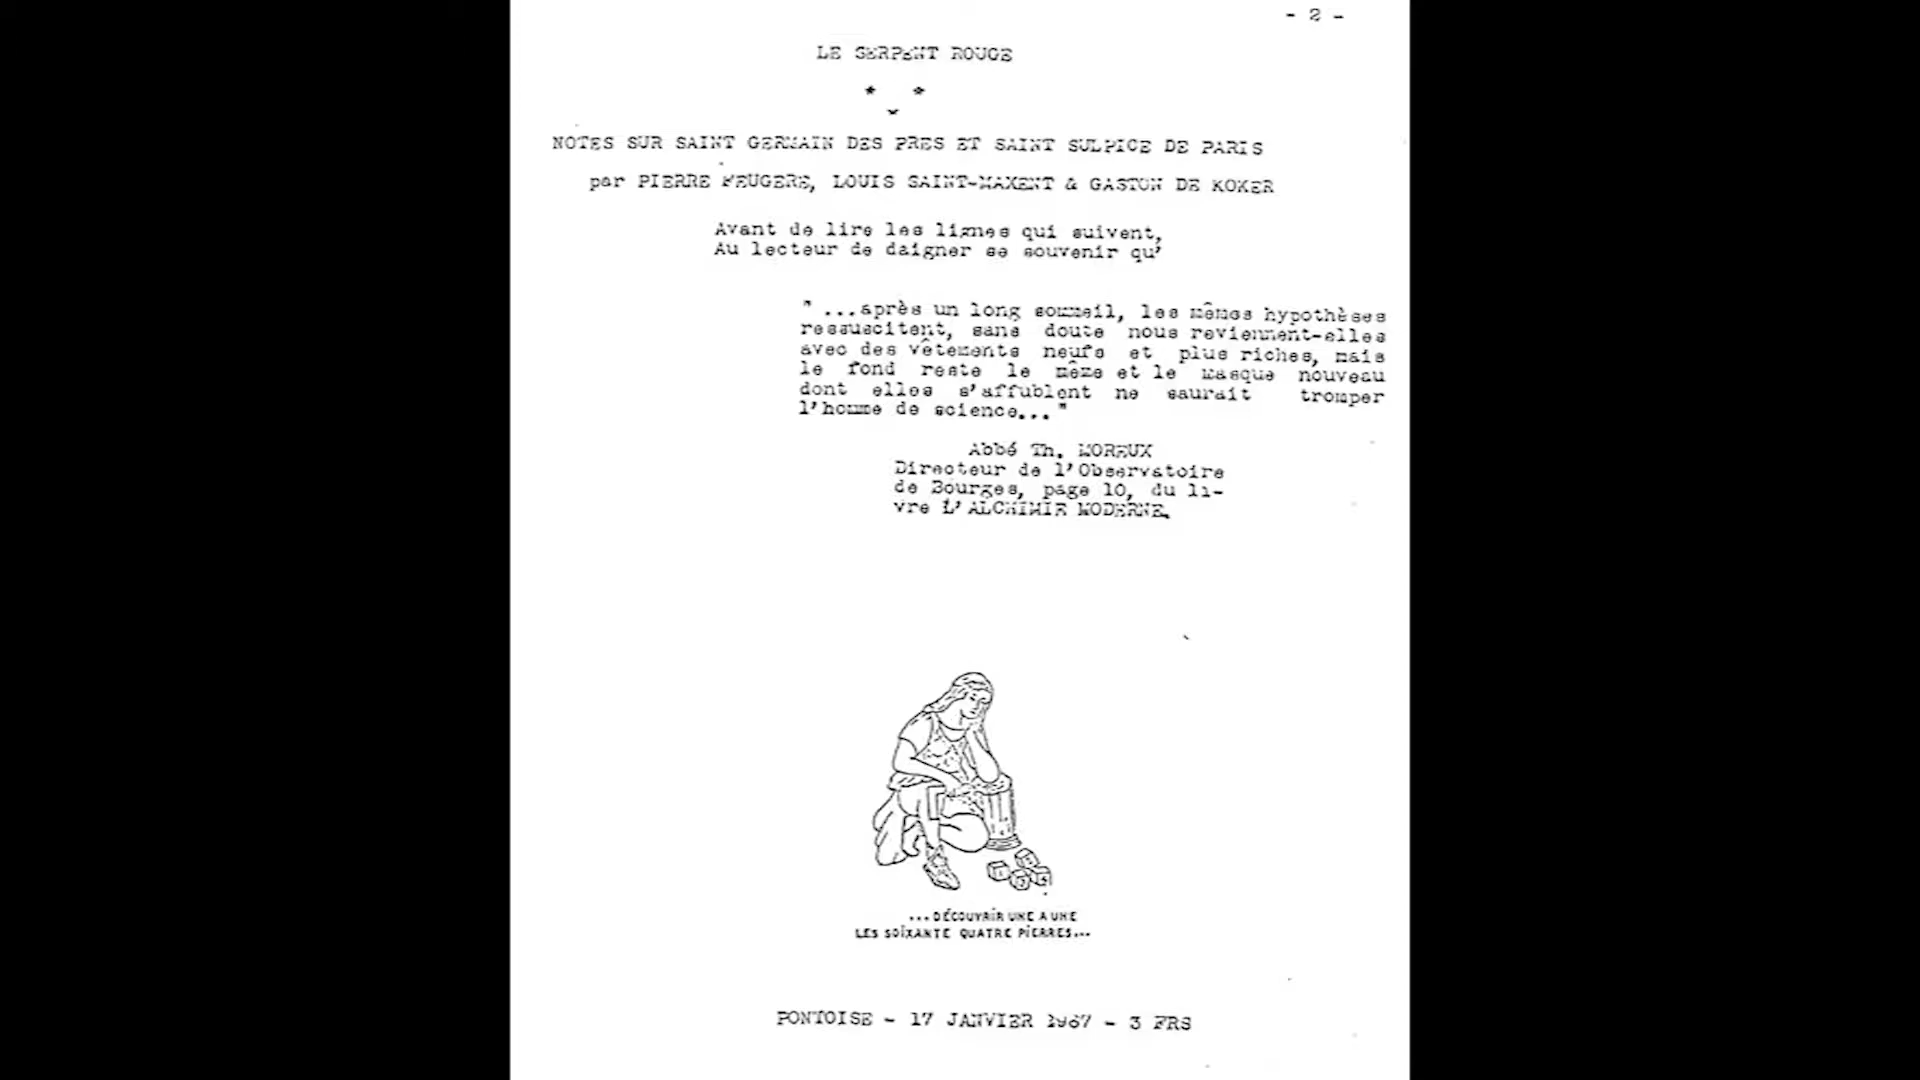 - 2 -
LE SERPENT ROUGE
NOTES SUR SAINT GERMAIN DES PRES ET SAINT SULPICE DE PARIS
par PIERRE FEUGERE, LOUIS SAINT-MAXENT & GASTON DE KOKER
Avant de lire les lignes qui suivent,
Au lecteur de daigner se souvenir qu'
" ...après un long sommeil, les mêmes hypothèses
ressuscitent, sans doute nous reviennent-elles
avec des vêtements neufs et plus riches, mais
le fond reste le même et le masque nouveau
dont elles s'affublent ne saurait tromper
l'homme de science... "
Abbé Th. MOREUX
Directeur de l'Observatoire
de Bourges, page 10, du li-
vre L'ALCHIMIE MODERNE.
...DÉCOUVRIR UNE A UNE
LES SOIXANTE QUATRE PIERRES...
PONTOISE - 17 JANVIER 1967 - 3 FRS